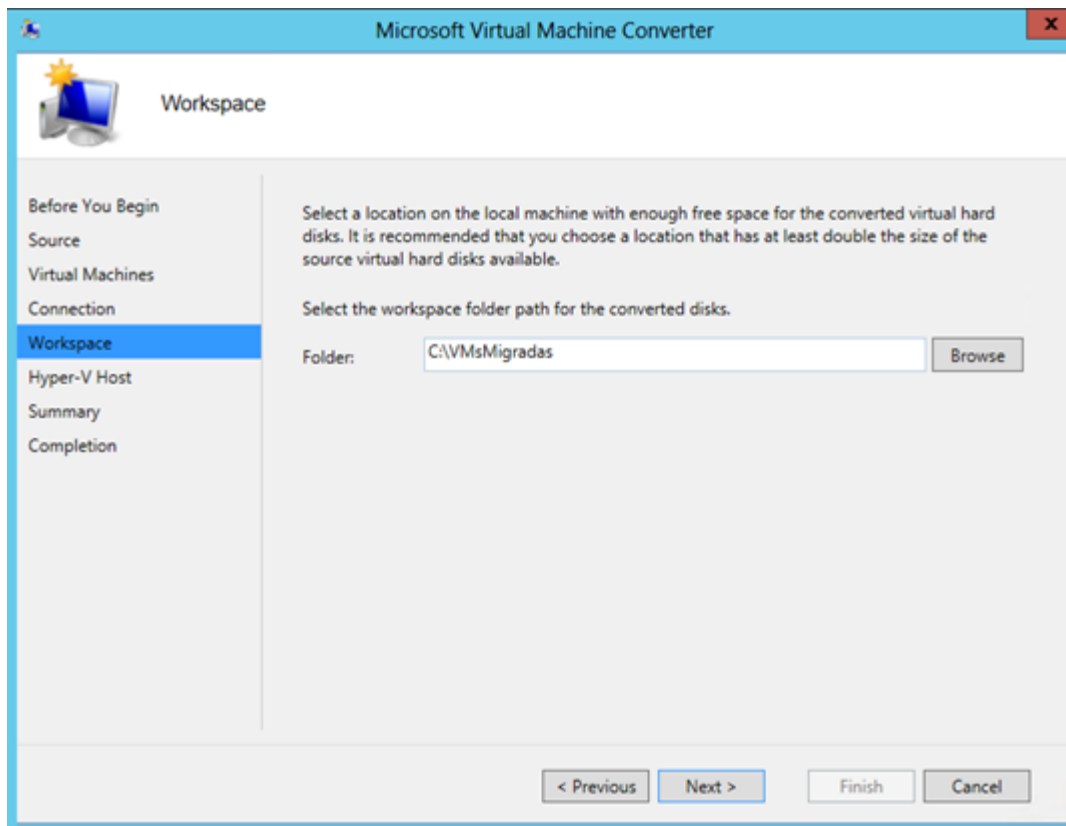 Microsoft Virtual Machine Converter
x
Workspace
Before You Begin
Source
Virtual Machines
Connection
Workspace
Hyper-V Host
Summary
Completion
Select a location on the local machine with enough free space for the converted virtual hard
disks. It is recommended that you choose a location that has at least double the size of the
source virtual hard disks available.
Select the workspace folder path for the converted disks.
Folder: C:\VMsMigradas Browse
< Previous Next > Finish Cancel